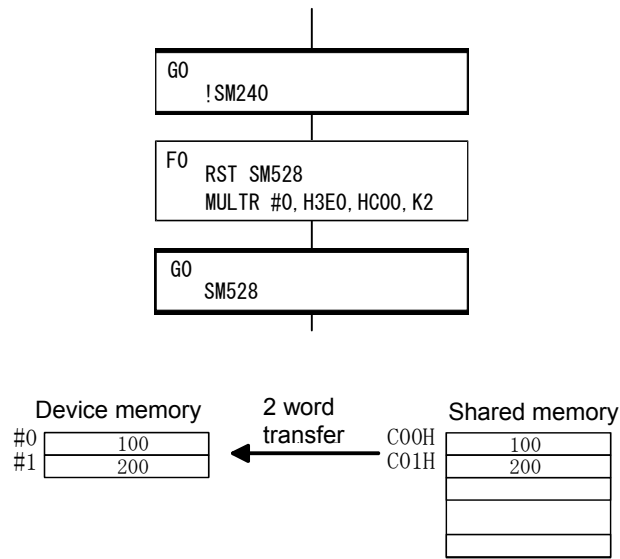 G0
!SM240
F0
RST SM528
MULTR #0,H3E0,HC00,K2
G0
SM528
Device memory
2 word
transfer
Shared memory
#0
100
C00H
100
#1
200
C01H
200